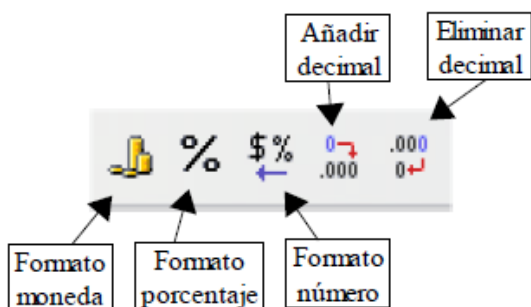 Añadir
decimal
Eliminar
decimal
%
$%
0
.000
.000
0
Formato
moneda
Formato
porcentaje
Formato
número